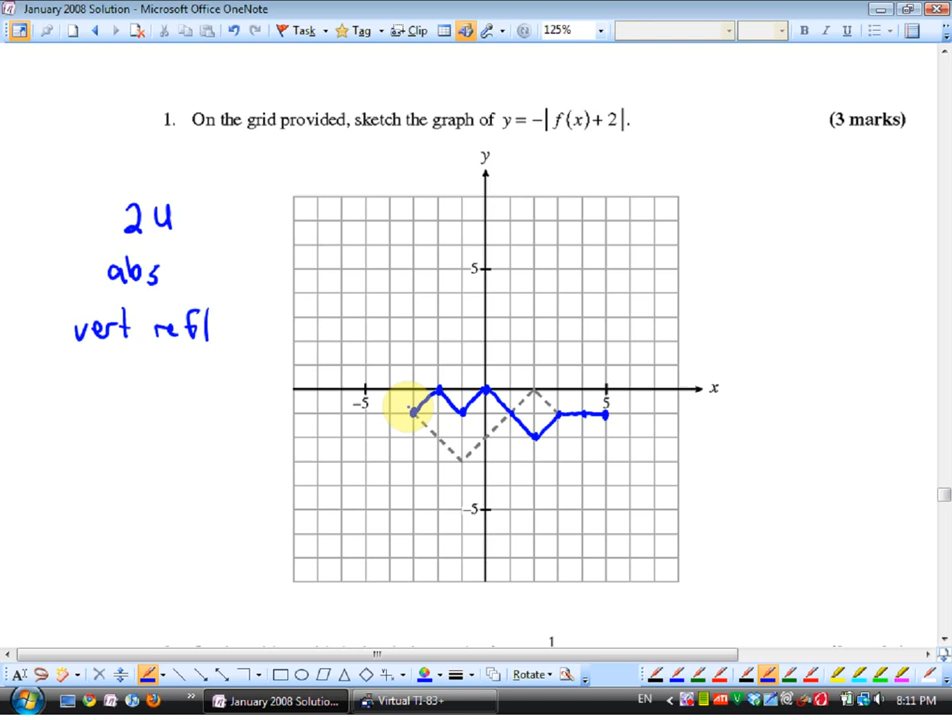 January 2008 Solution - Microsoft Office OneNote
Task Tag Clip 125% B I U
1. On the grid provided, sketch the graph of y = −| f(x) + 2 |. (3 marks)
y
2 U
abs
5
vert refl
x
−5 5
−5
1
Rotate
January 2008 Solutio... Virtual TI-83+ EN 8:11 PM